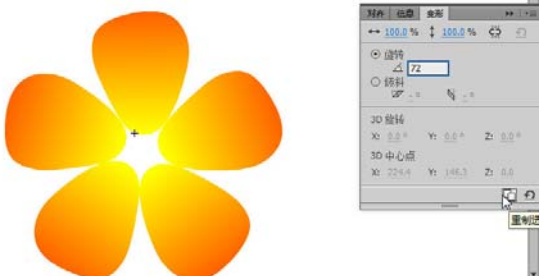 对齐 信息 变形
100.0 % 100.0 %
旋转
72
倾斜
3D 旋转
X: 0.0 ° Y: 0.0 ° Z: 0.0 °
3D 中心点
X: 224.4 Y: 146.3 Z: 0.0
重制选